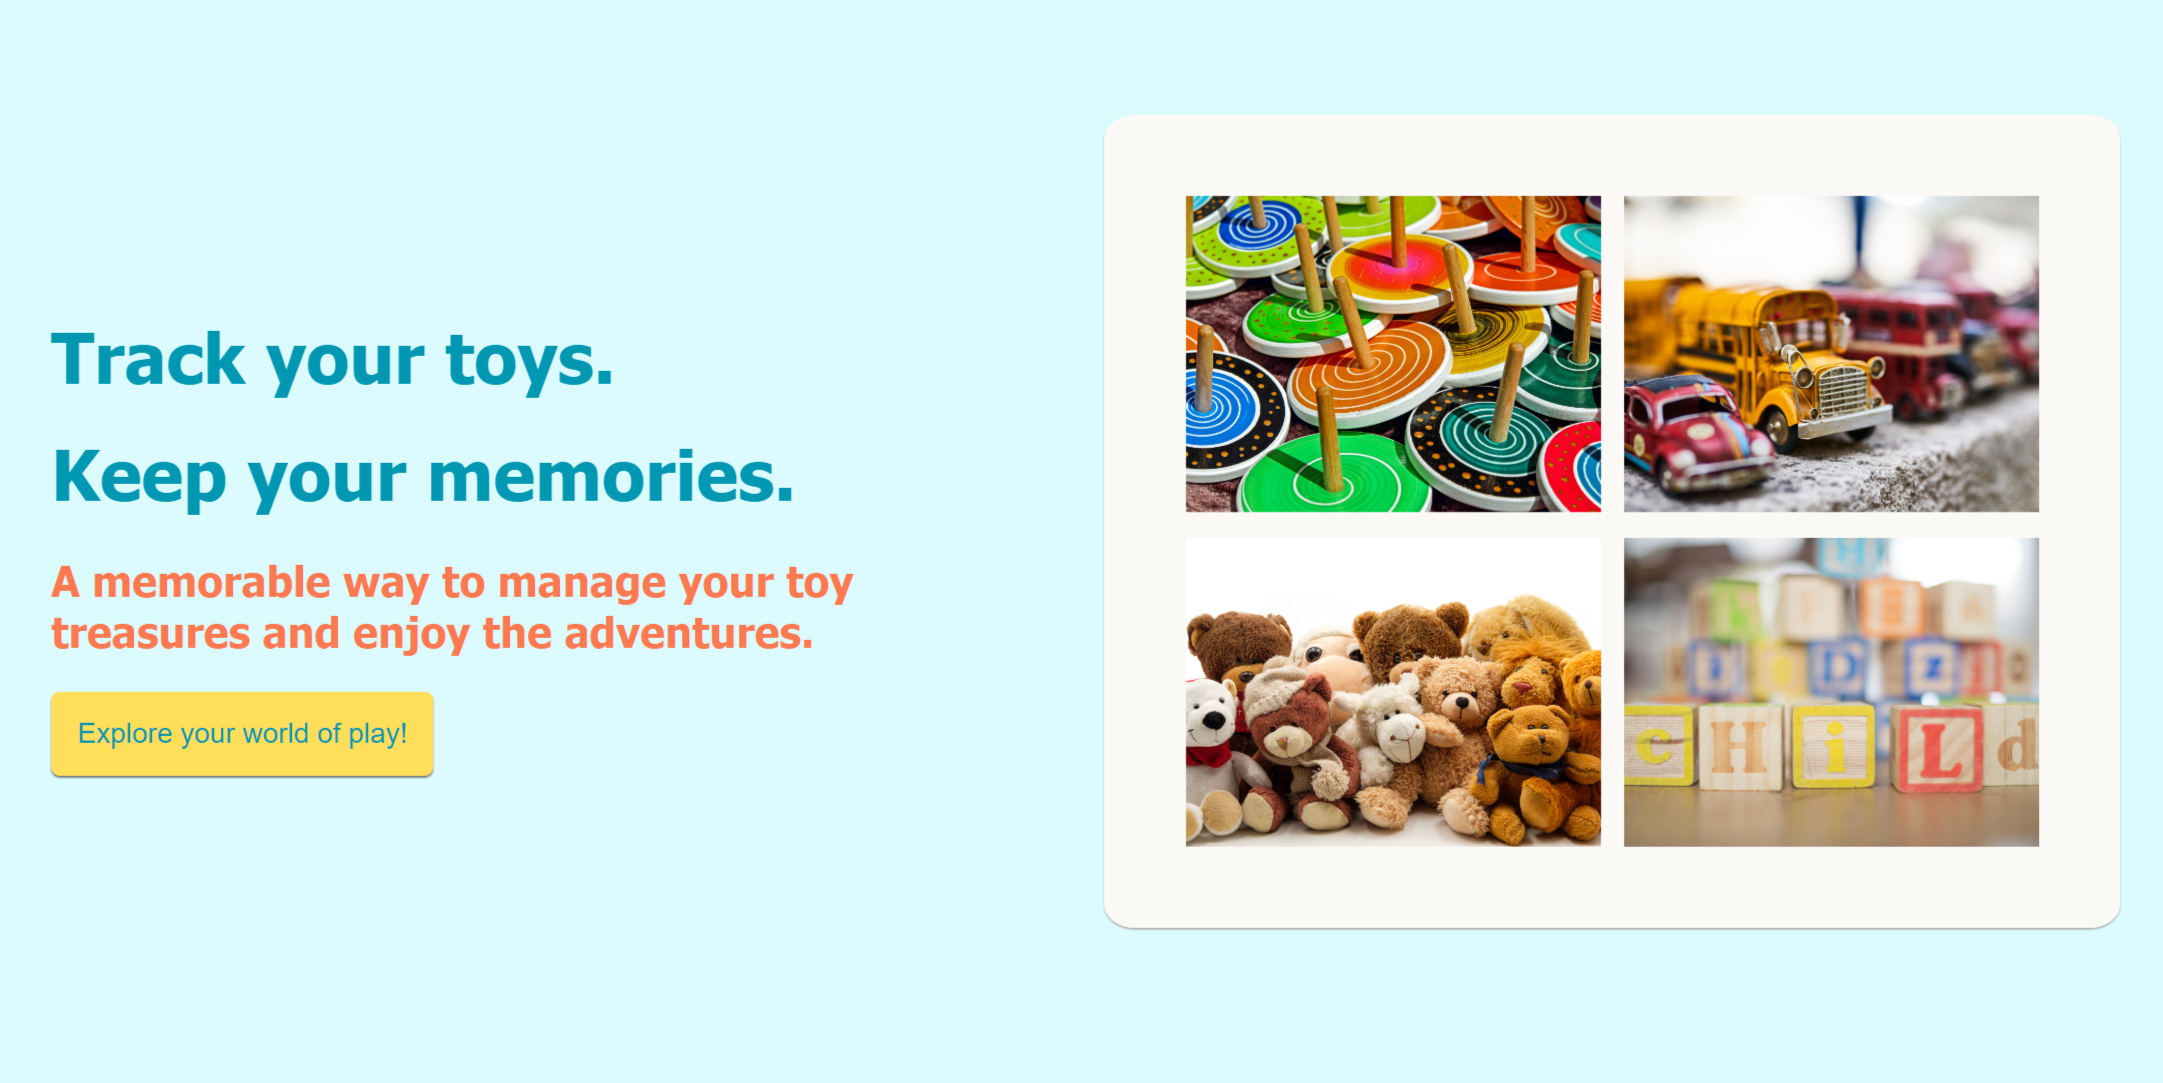 Track your toys.
Keep your memories.
A memorable way to manage your toy
treasures and enjoy the adventures.
Explore your world of play!
D z
c H i L d